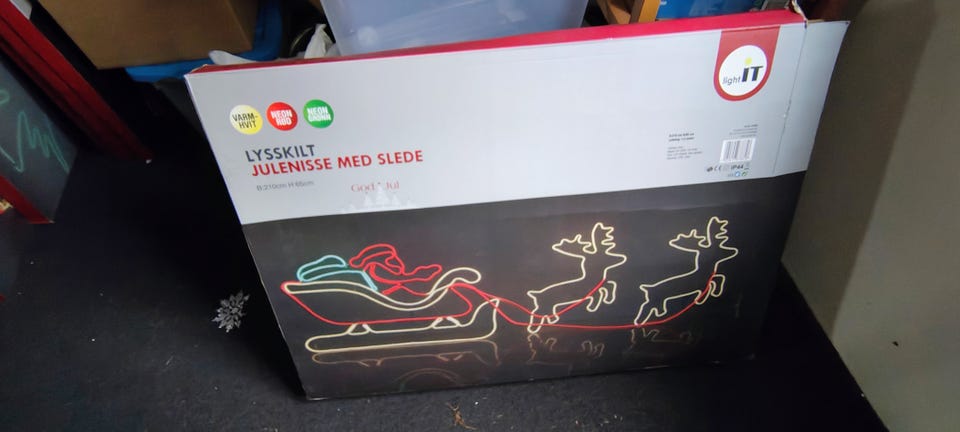 light IT
VARM-
HVIT
NEON
RØD
NEON
GRØNN
LYSSKILT
JULENISSE MED SLEDE
B:210cm H:65cm
God Jul
IP44